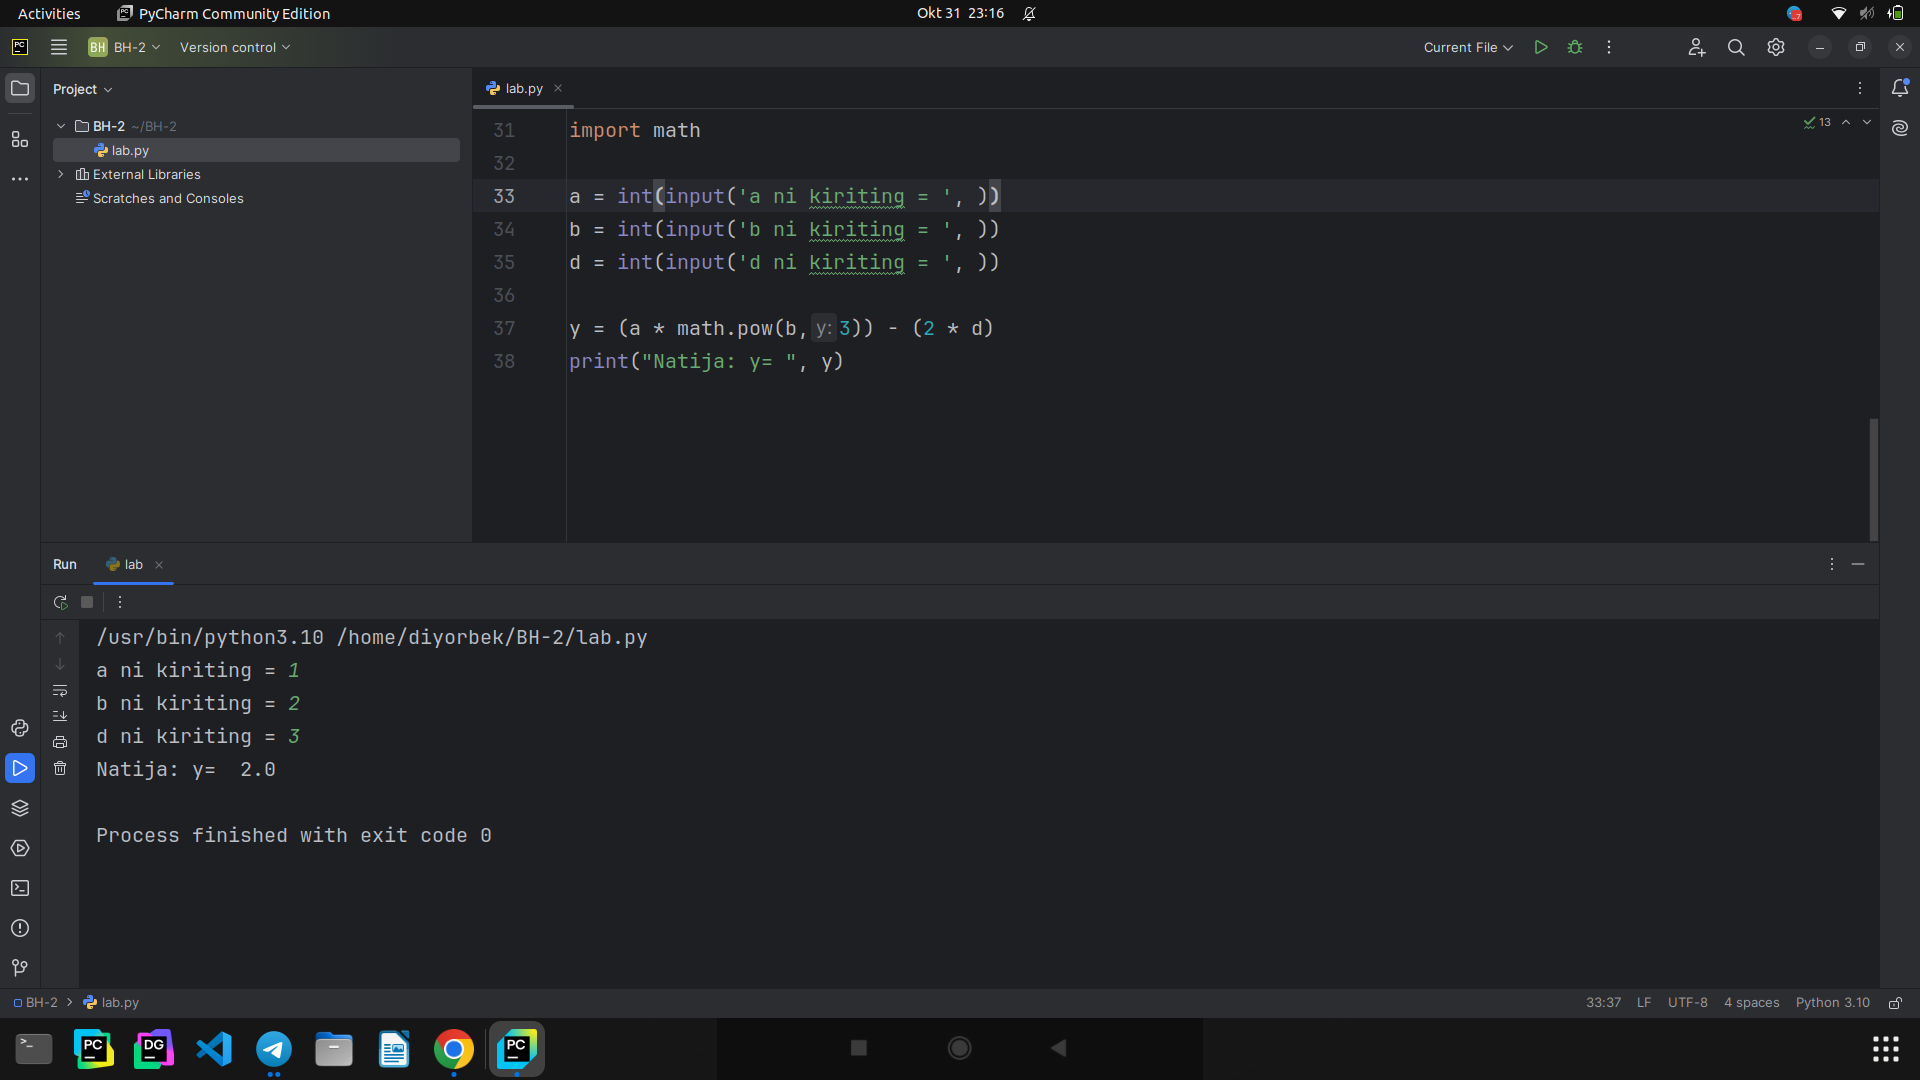 Activities
PyCharm Community Edition
Okt 31 23:16
PC
BH
BH-2
Version control
Current File
Project
lab.py
BH-2 ~/BH-2
lab.py
External Libraries
Scratches and Consoles
13
31 import math
32
33 a = int(input('a ni kiriting = ', ))
34 b = int(input('b ni kiriting = ', ))
35 d = int(input('d ni kiriting = ', ))
36
37 y = (a * math.pow(b, y: 3)) - (2 * d)
38 print("Natija: y= ", y)
Run
lab
/usr/bin/python3.10 /home/diyorbek/BH-2/lab.py
a ni kiriting = 1
b ni kiriting = 2
d ni kiriting = 3
Natija: y=  2.0
Process finished with exit code 0
BH-2
lab.py
33:37
LF
UTF-8
4 spaces
Python 3.10
PC
DG
PC